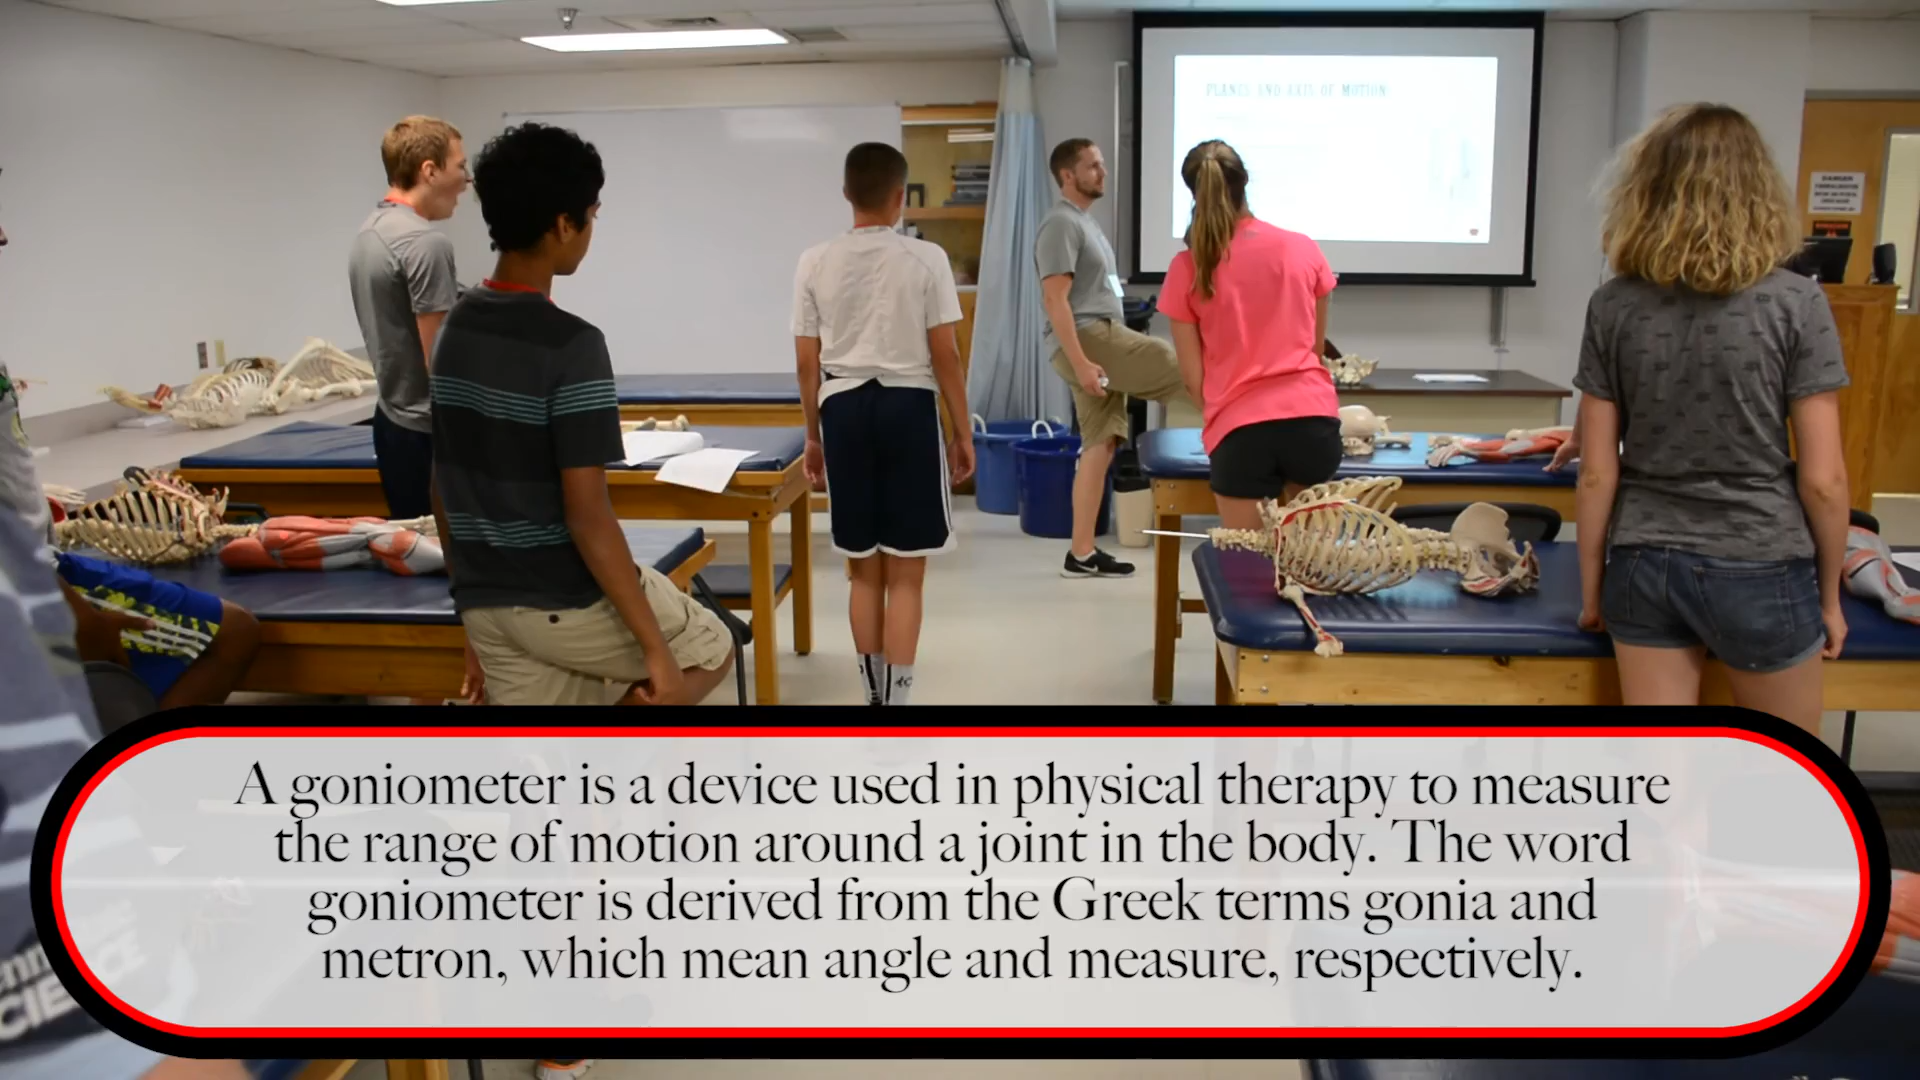 PLANES AND AXIS OF MOTION
DANGER
A goniometer is a device used in physical therapy to measure
the range of motion around a joint in the body. The word
goniometer is derived from the Greek terms gonia and
metron, which mean angle and measure, respectively.